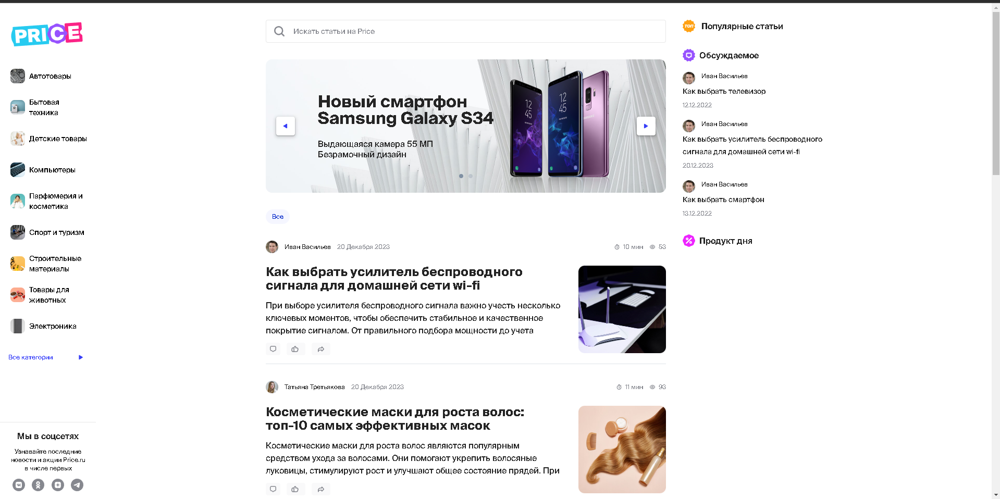 PRICE
Автотовары
Бытовая
техника
Детские товары
Компьютеры
Парфюмерия и
косметика
Спорт и туризм
Строительные
материалы
Товары для
животных
Электроника
Все категории
Мы в соцсетях
Узнавайте последние
новости и акции Price.ru
в числе первых
Искать статьи на Price
Новый смартфон
Samsung Galaxy S34
Выдающаяся камера 55 МП
Безрамочный дизайн
12
45
12
45
SAMSUNG
Все
Иван Васильев 20 Декабря 2023 10 мин 53
Как выбрать усилитель беспроводного
сигнала для домашней сети wi-fi
При выборе усилителя беспроводного сигнала важно учесть несколько
ключевых моментов, чтобы обеспечить стабильное и качественное
покрытие сигналом. От правильного подбора мощности до учета
Татьяна Третьякова 20 Декабря 2023 11 мин 93
Косметические маски для роста волос:
топ-10 самых эффективных масок
Косметические маски для роста волос являются популярным
средством ухода за волосами. Они помогают укрепить волосяные
луковицы, стимулируют рост и улучшают общее состояние прядей. При
ТОП Популярные статьи
Обсуждаемое
Иван Васильев
Как выбрать телевизор
12.12.2022
Иван Васильев
Как выбрать усилитель беспроводного
сигнала для домашней сети wi-fi
20.12.2023
Иван Васильев
Как выбрать смартфон
13.12.2022
% Продукт дня